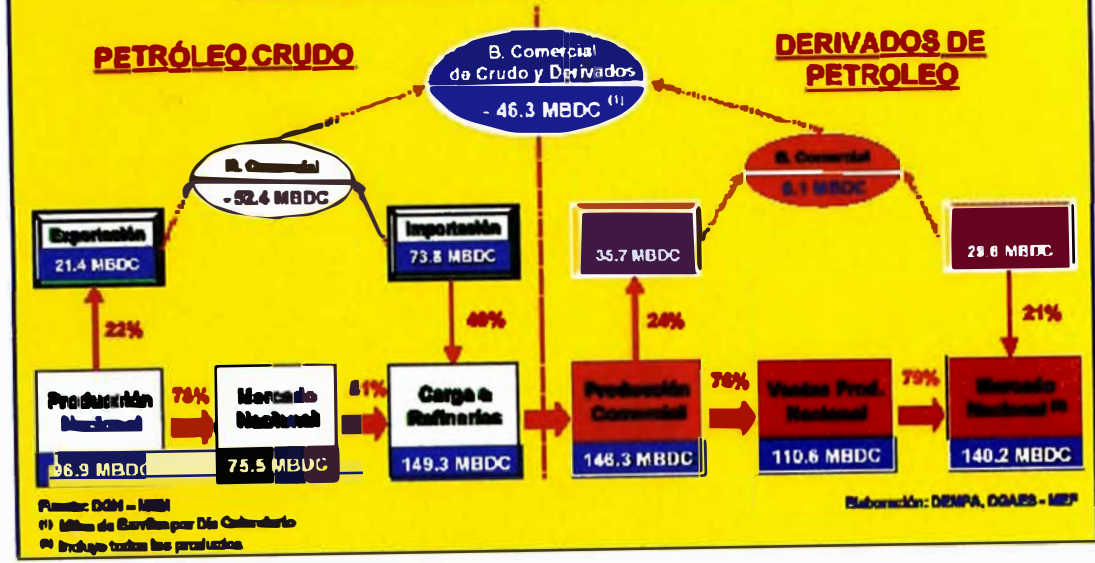 PETRÓLEO CRUDO
B. Comercial
de Crudo y Derivados
- 46.3 MBDC (1)
DERIVADOS DE
PETROLEO
B. Comercial
- 52.4 MBDC
B. Comercial
6.1 MBDC
Exportación
21.4 MBDC
Importación
73.8 MBDC
35.7 MBDC
29.6 MBDC
22%
49%
24%
21%
Producción
Nacional
96.9 MBDC
78%
Mercado
Nacional
75.5 MBDC
1%
Carga a
Refinerías
149.3 MBDC
Producción
Comercial
146.3 MBDC
76%
Ventas Prod.
Nacional
110.6 MBDC
79%
Mercado
Nacional (2)
140.2 MBDC
Fuente: DGH – MEM
(1) Miles de Barriles por Día Calendario
(2) Incluye todos los productos
Elaboración: DEMPA, DGAES - MEF